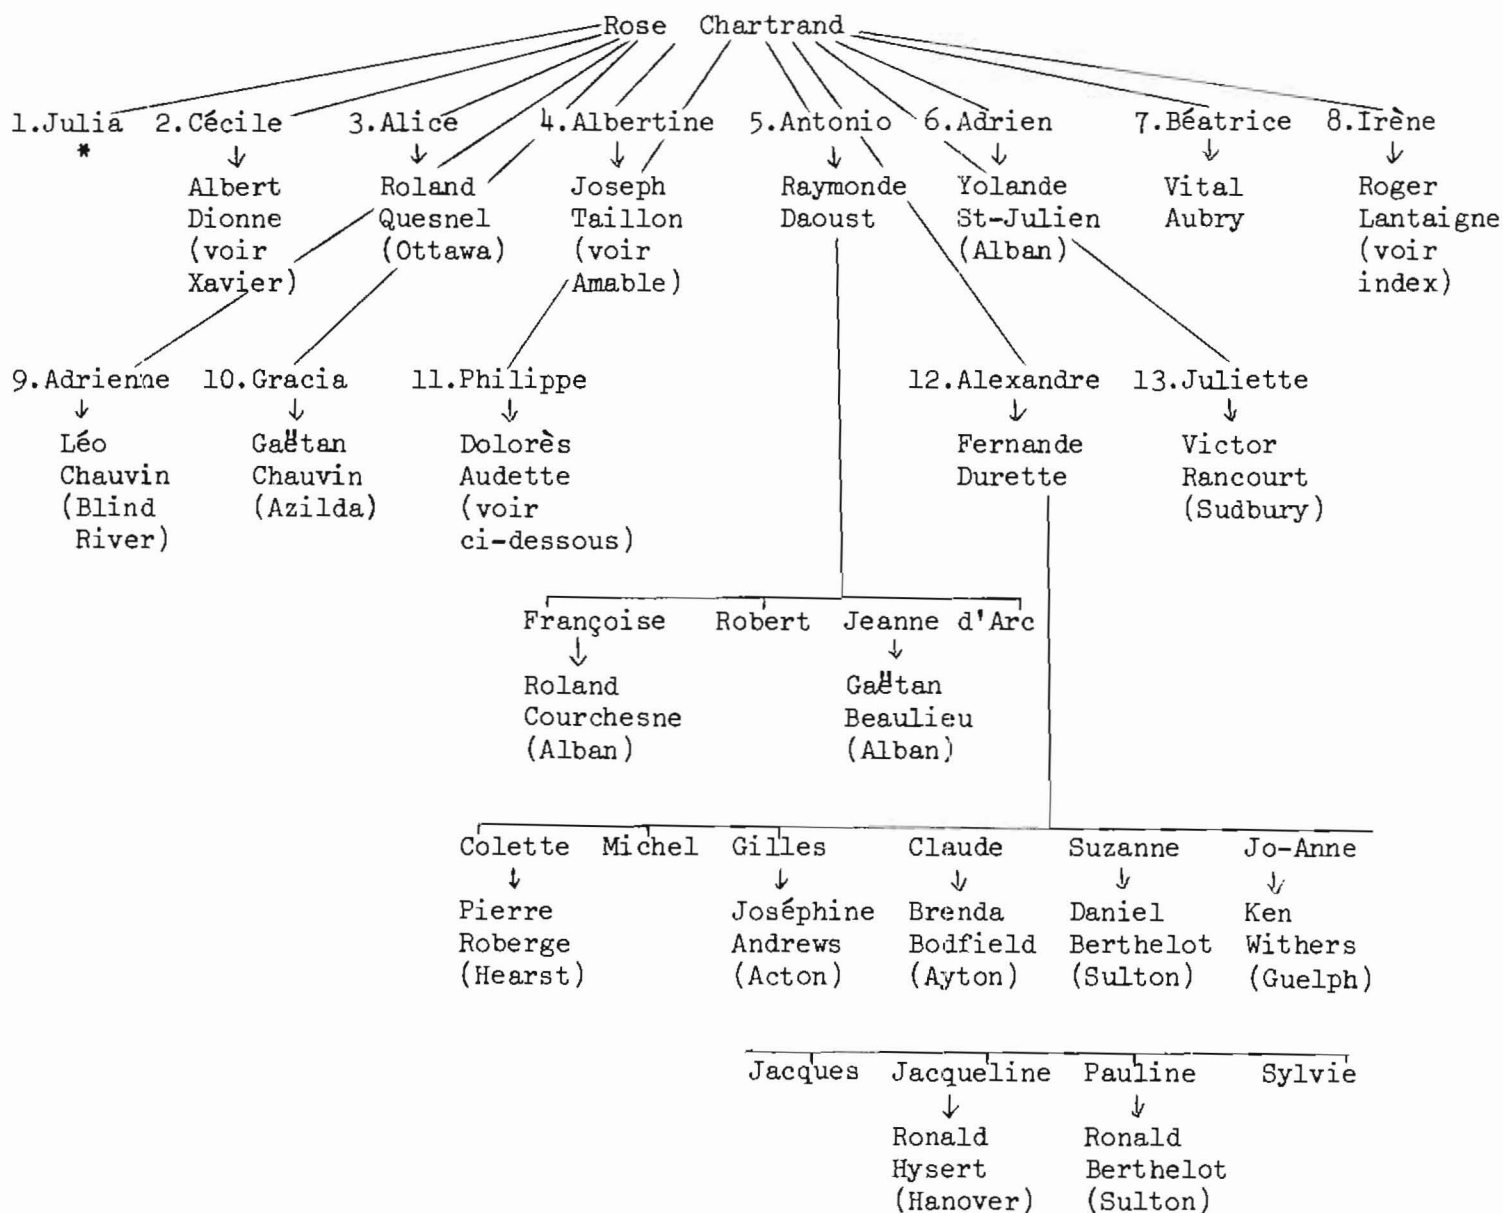 Rose Chartrand
1.Julia 2.Cécile 3.Alice 4.Albertine 5.Antonio 6.Adrien 7.Béatrice 8.Irène
*
Albert Roland Joseph Raymonde Yolande Vital Roger
Dionne Quesnel Taillon Daoust St-Julien Aubry Lantaigne
(voir (Ottawa) (voir (Alban) (voir
Xavier) Amable) index)
9.Adrienne 10.Gracia 11.Philippe 12.Alexandre 13.Juliette
Léo Gaëtan Dolorès Fernande Victor
Chauvin Chauvin Audette Durette Rancourt
(Blind (Azilda) (voir (Sudbury)
River) ci-dessous)
Françoise Robert Jeanne d'Arc
Roland Gaëtan
Courchesne Beaulieu
(Alban) (Alban)
Colette Michel Gilles Claude Suzanne Jo-Anne
Pierre Joséphine Brenda Daniel Ken
Roberge Andrews Bodfield Berthelot Withers
(Hearst) (Acton) (Ayton) (Sulton) (Guelph)
Jacques Jacqueline Pauline Sylvie
Ronald Ronald
Hysert Berthelot
(Hanover) (Sulton)